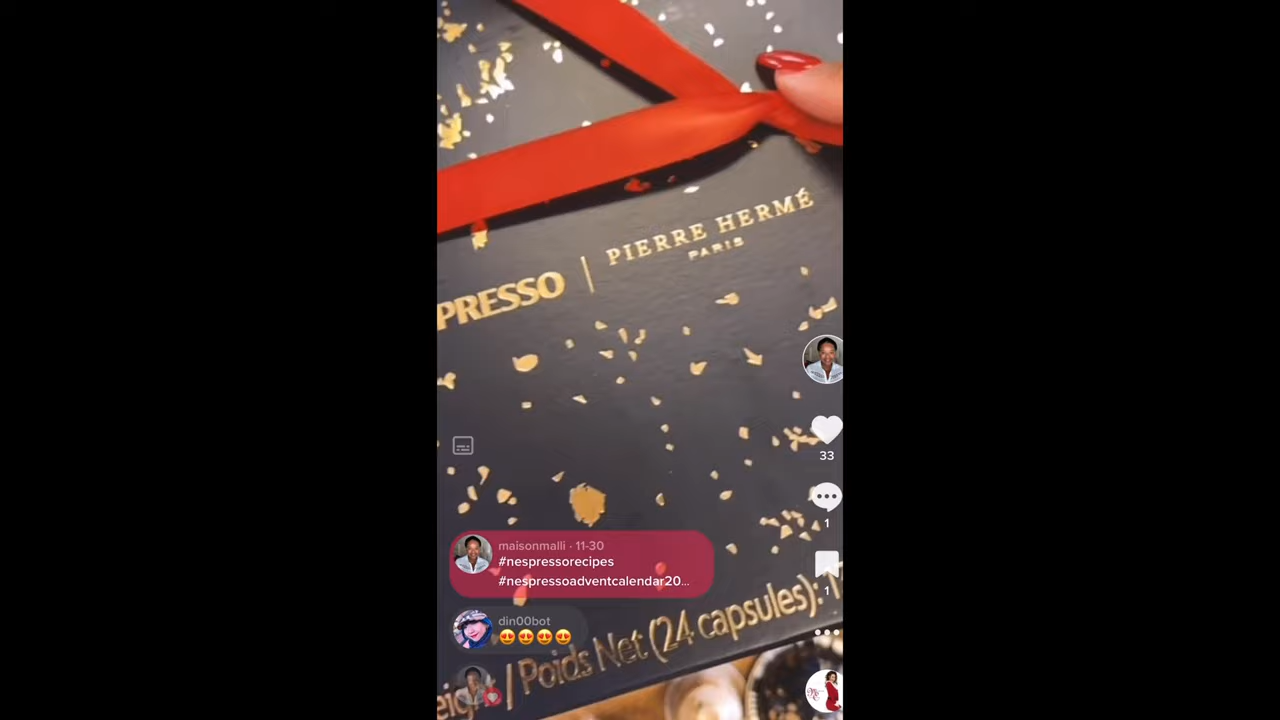 PIERRE HERMÉ
PARIS
PRESSO
33
1
maisonmalli · 11-30
#nespressorecipes
#nespressoadventcalendar20...
1
din00bot
😍😍😍😍
/ Poids Net (24 capsules):